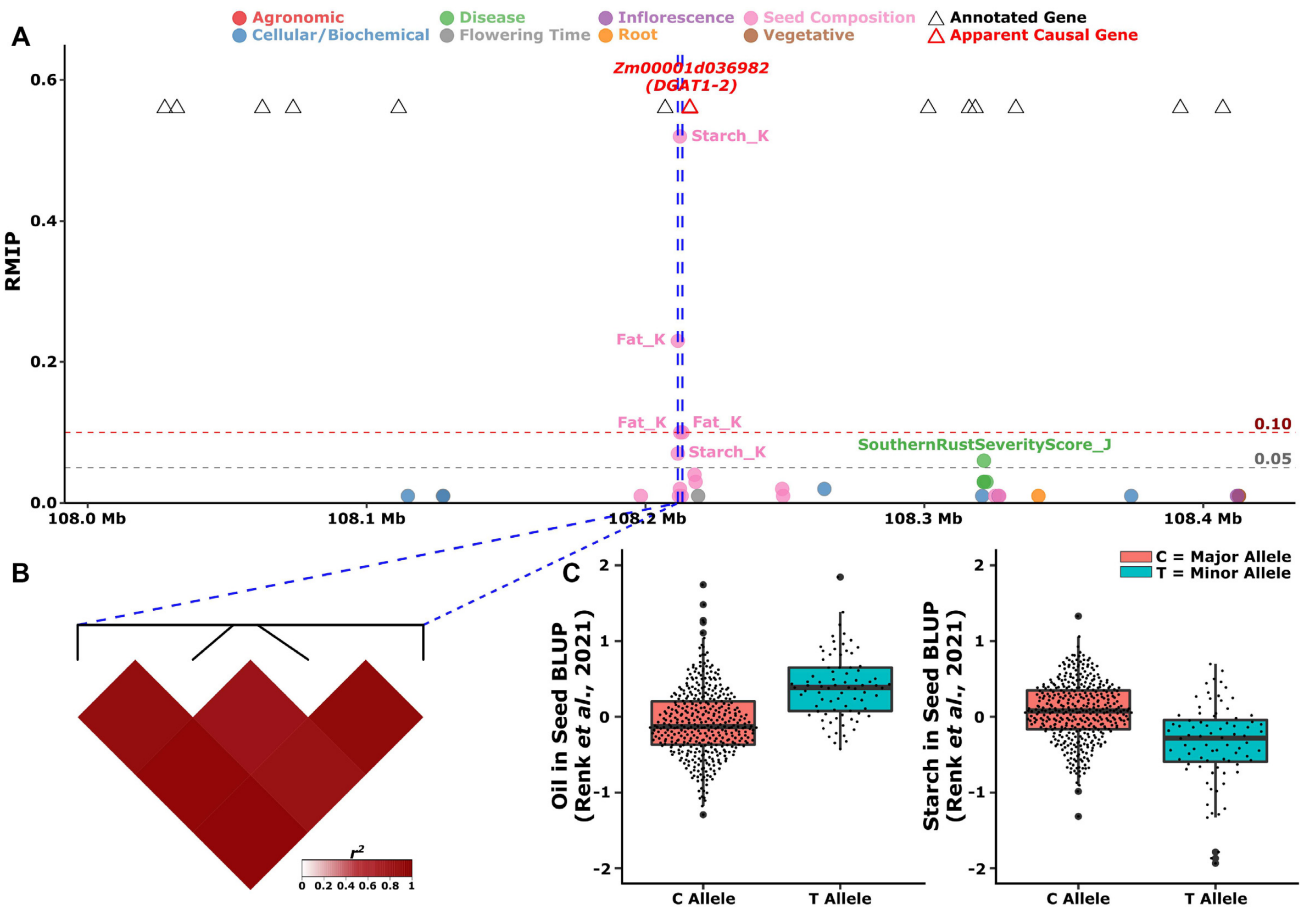 Agronomic Disease Inflorescence Seed Composition Annotated Gene
Cellular/Biochemical Flowering Time Root Vegetative Apparent Causal Gene
A
Zm00001d036982
(DGAT1-2)
0.6
Starch_K
0.4
RMIP
Fat_K
0.2
Fat_K Fat_K
0.10
Starch_K
SouthernRustSeverityScore_J
0.05
0.0
108.0 Mb 108.1 Mb 108.2 Mb 108.3 Mb 108.4 Mb
B
r²
0 0.2 0.4 0.6 0.8 1
C
Oil in Seed BLUP
(Renk et al., 2021)
2
1
0
-1
-2
C Allele T Allele
Starch in Seed BLUP
(Renk et al., 2021)
2
1
0
-1
-2
C Allele T Allele
C = Major Allele
T = Minor Allele